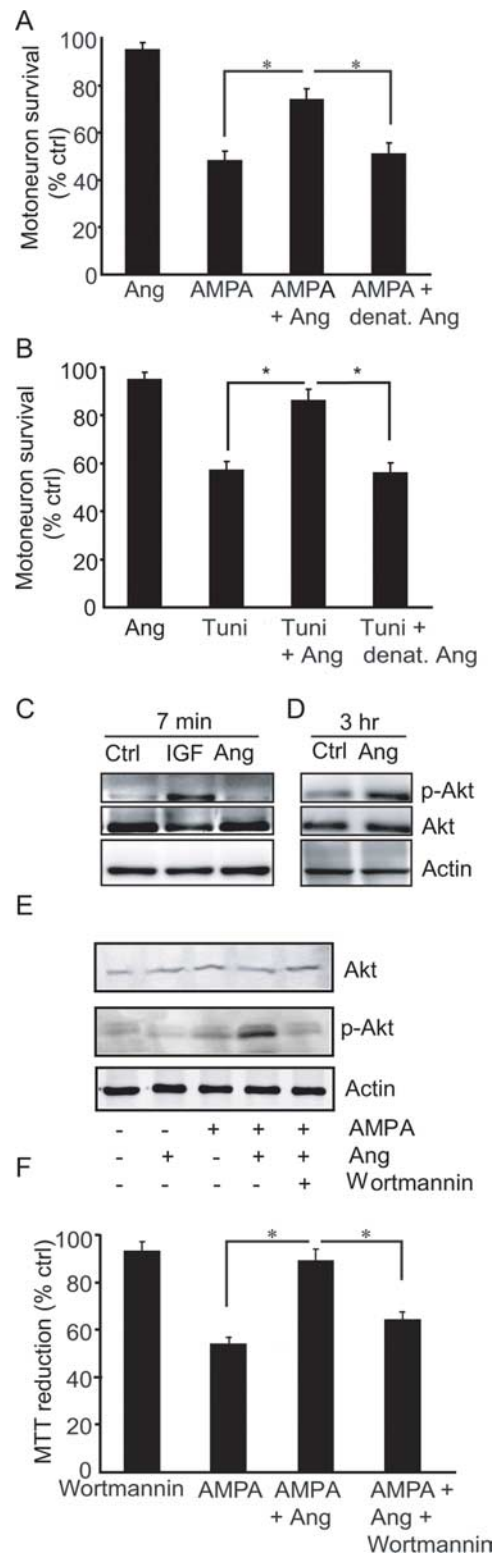 A
Motoneuron survival
(% ctrl)
100
80
60
40
20
0
*
*
Ang
AMPA
AMPA
+ Ang
AMPA +
denat. Ang
B
Motoneuron survival
(% ctrl)
100
80
60
40
20
0
*
*
Ang
Tuni
Tuni
+ Ang
Tuni +
denat. Ang
C
7 min
Ctrl IGF Ang
D
3 hr
Ctrl Ang
p-Akt
Akt
Actin
E
Akt
p-Akt
Actin
- - + + + AMPA
- + - + + Ang
- - - - + Wortmannin
F
MTT reduction (% ctrl)
100
80
60
40
20
0
*
*
Wortmannin
AMPA
AMPA
+ Ang
AMPA +
Ang +
Wortmannin